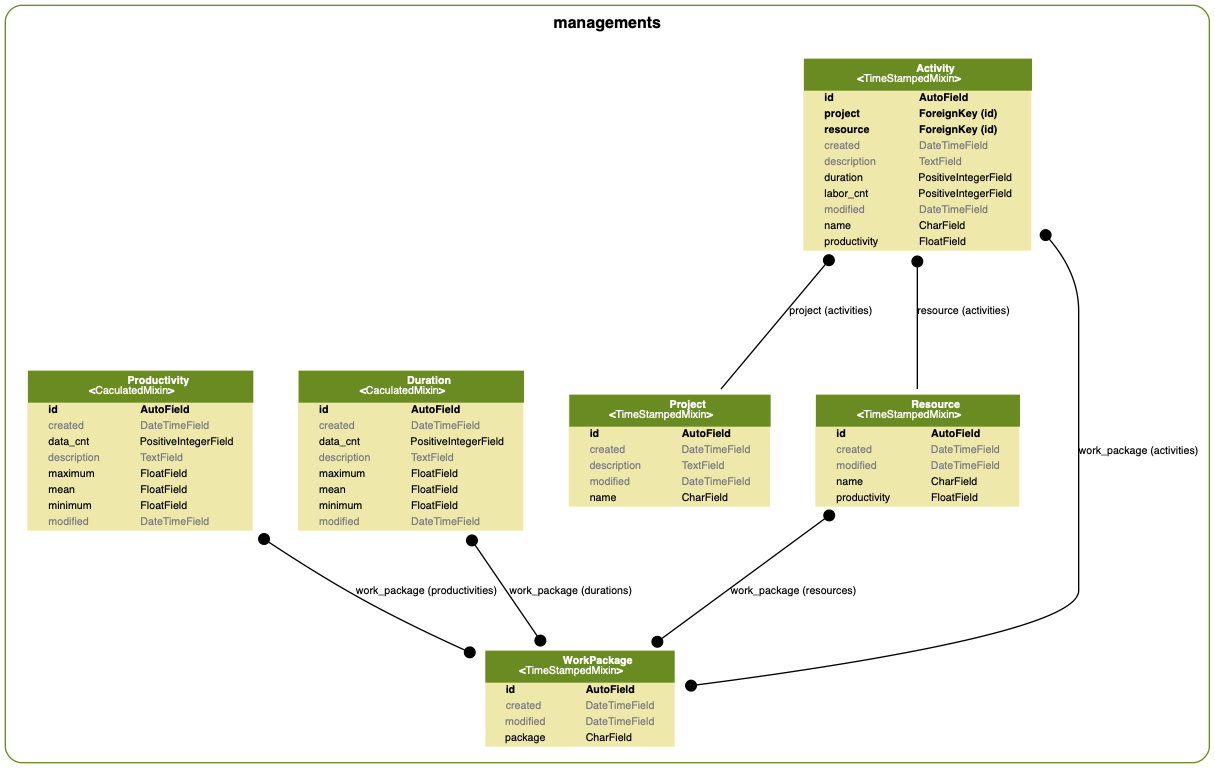 managements
Activity
<TimeStampedMixin>
id AutoField
project ForeignKey (id)
resource ForeignKey (id)
created DateTimeField
description TextField
duration PositiveIntegerField
labor_cnt PositiveIntegerField
modified DateTimeField
name CharField
productivity FloatField
project (activities)
resource (activities)
Productivity
<CaculatedMixin>
id AutoField
created DateTimeField
data_cnt PositiveIntegerField
description TextField
maximum FloatField
mean FloatField
minimum FloatField
modified DateTimeField
Duration
<CaculatedMixin>
id AutoField
created DateTimeField
data_cnt PositiveIntegerField
description TextField
maximum FloatField
mean FloatField
minimum FloatField
modified DateTimeField
Project
<TimeStampedMixin>
id AutoField
created DateTimeField
description TextField
modified DateTimeField
name CharField
Resource
<TimeStampedMixin>
id AutoField
created DateTimeField
modified DateTimeField
name CharField
productivity FloatField
work_package (activities)
work_package (productivities)
work_package (durations)
work_package (resources)
WorkPackage
<TimeStampedMixin>
id AutoField
created DateTimeField
modified DateTimeField
package CharField